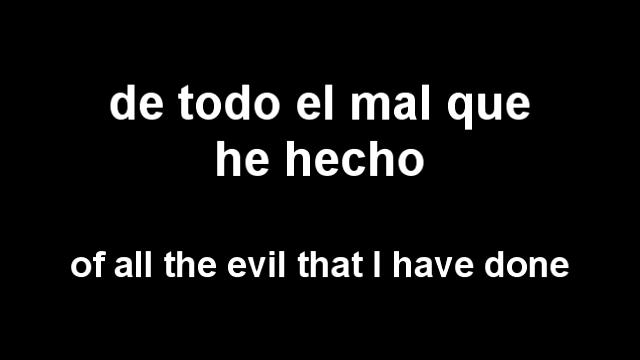 de todo el mal que
he hecho
of all the evil that I have done